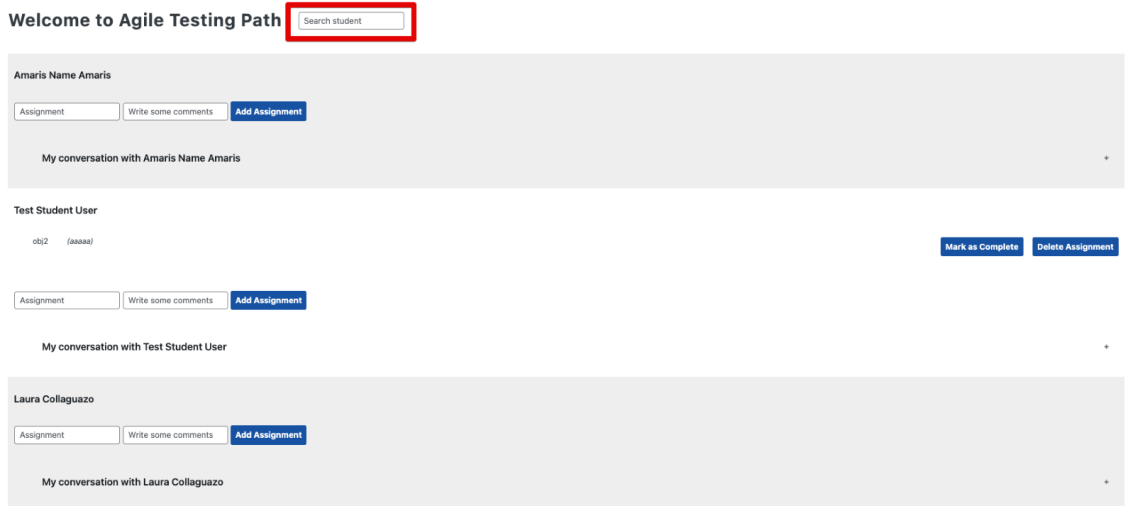 Welcome to Agile Testing Path Search student
Amaris Name Amaris
Assignment Write some comments Add Assignment
My conversation with Amaris Name Amaris +
Test Student User
obj2 (aaaaa) Mark as Complete Delete Assignment
Assignment Write some comments Add Assignment
My conversation with Test Student User +
Laura Collaguazo
Assignment Write some comments Add Assignment
My conversation with Laura Collaguazo +